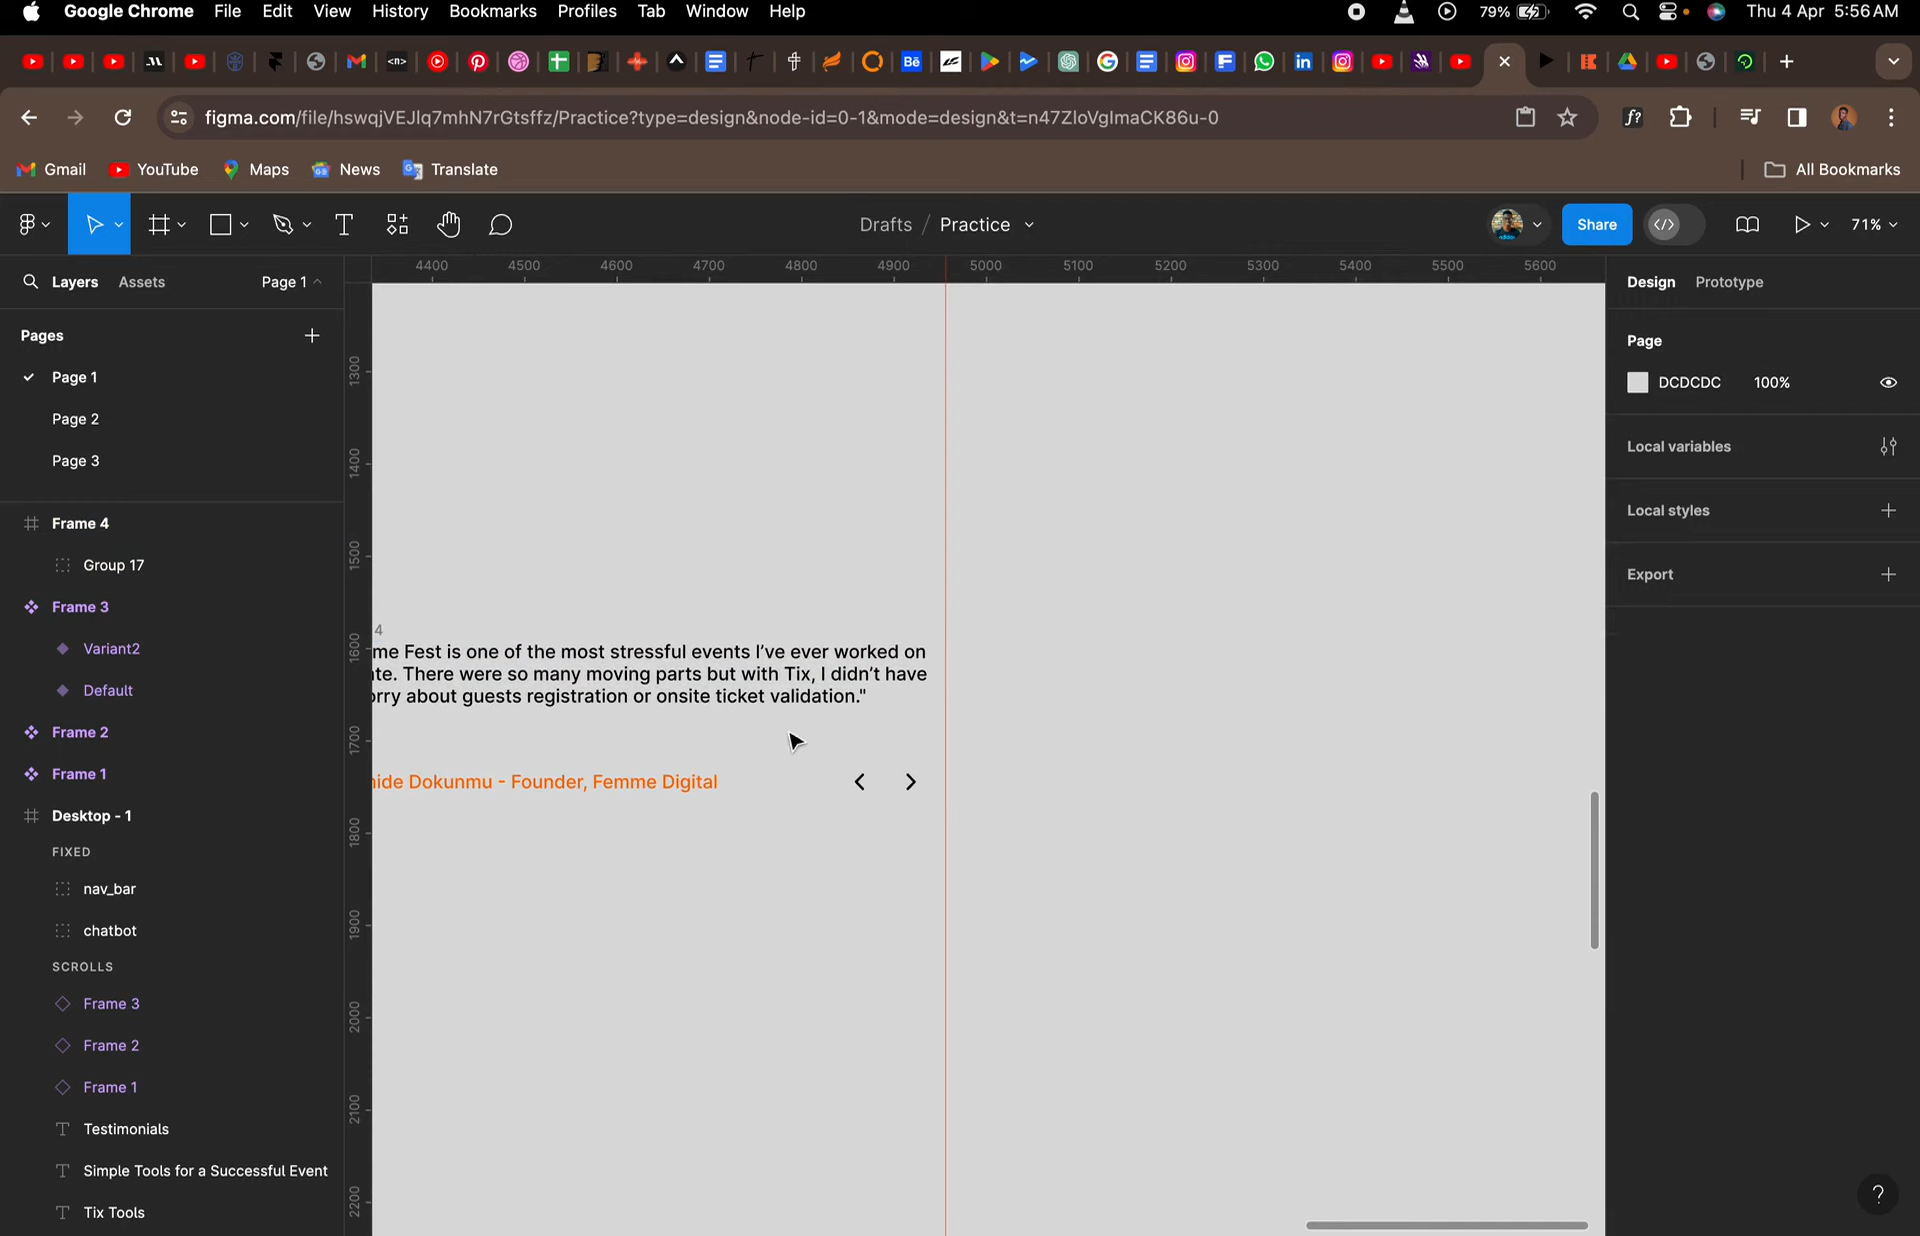 Google Chrome File Edit View History Bookmarks Profiles Tab Window Help 79% Thu 4 Apr 5:56 AM
figma.com/file/hswqjVEJlq7mhN7rGtsffz/Practice?type=design&node-id=0-1&mode=design&t=n47ZloVglmaCK86u-0
Gmail YouTube Maps News Translate All Bookmarks
Drafts / Practice Share 71%
Layers Assets Page 1
4400 4500 4600 4700 4800 4900 5000 5100 5200 5300 5400 5500 5600
Design Prototype
Pages
Page 1
Page 2
Page 3
Frame 4
Group 17
Frame 3
Variant2
Default
Frame 2
Frame 1
Desktop - 1
FIXED
nav_bar
chatbot
SCROLLS
Frame 3
Frame 2
Frame 1
Testimonials
Simple Tools for a Successful Event
Tix Tools
1300
1400
1500
1600
1700
1800
1900
2000
2100
2200
4
me Fest is one of the most stressful events I've ever worked on
te. There were so many moving parts but with Tix, I didn't have
orry about guests registration or onsite ticket validation."
nide Dokunmu - Founder, Femme Digital
Page
DCDCDC 100%
Local variables
Local styles
Export
?